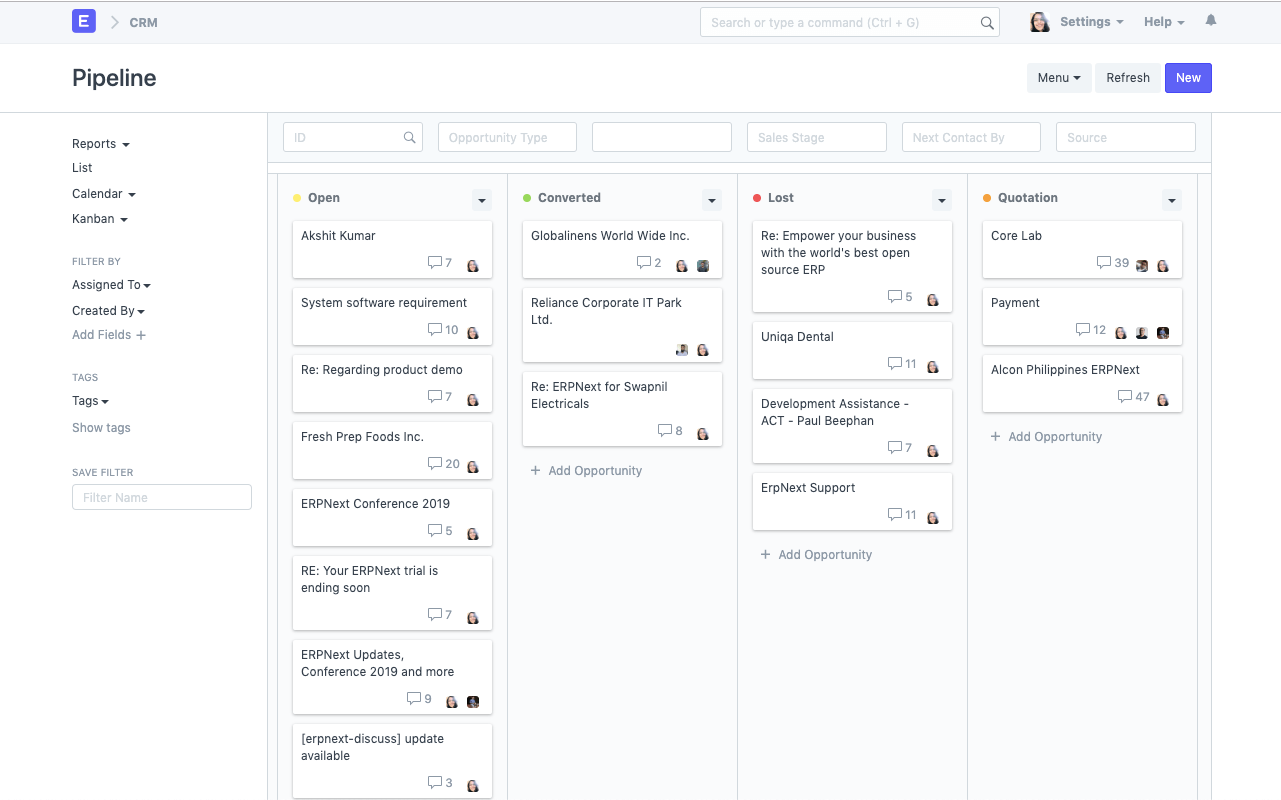 E
CRM
Search or type a command (Ctrl + G)
Settings
Help
Pipeline
Menu
Refresh
New
Reports
List
Calendar
Kanban
FILTER BY
Assigned To
Created By
Add Fields +
TAGS
Tags
Show tags
SAVE FILTER
Filter Name
ID
Opportunity Type
Sales Stage
Next Contact By
Source
Open
Akshit Kumar
7
System software requirement
10
Re: Regarding product demo
7
Fresh Prep Foods Inc.
20
ERPNext Conference 2019
5
RE: Your ERPNext trial is
ending soon
7
ERPNext Updates,
Conference 2019 and more
9
[erpnext-discuss] update
available
3
Converted
Globalinens World Wide Inc.
2
Reliance Corporate IT Park
Ltd.
Re: ERPNext for Swapnil
Electricals
8
+ Add Opportunity
Lost
Re: Empower your business
with the world's best open
source ERP
5
Uniqa Dental
11
Development Assistance -
ACT - Paul Beephan
7
ErpNext Support
11
+ Add Opportunity
Quotation
Core Lab
39
Payment
12
Alcon Philippines ERPNext
47
+ Add Opportunity